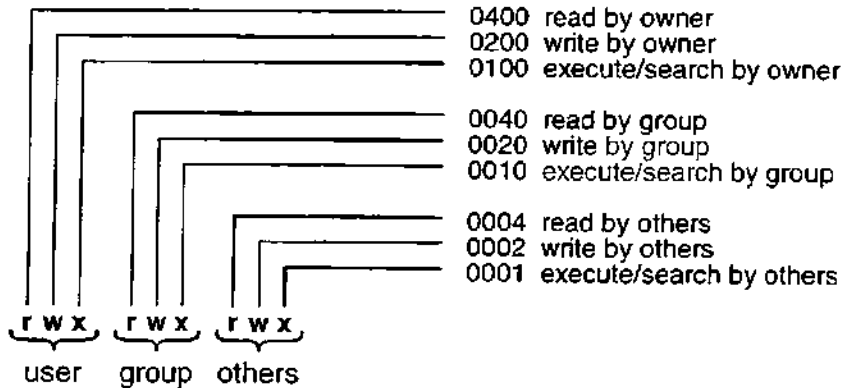 0400 read by owner
0200 write by owner
0100 execute/search by owner
0040 read by group
0020 write by group
0010 execute/search by group
0004 read by others
0002 write by others
0001 execute/search by others
r w x r w x r w x
user group others